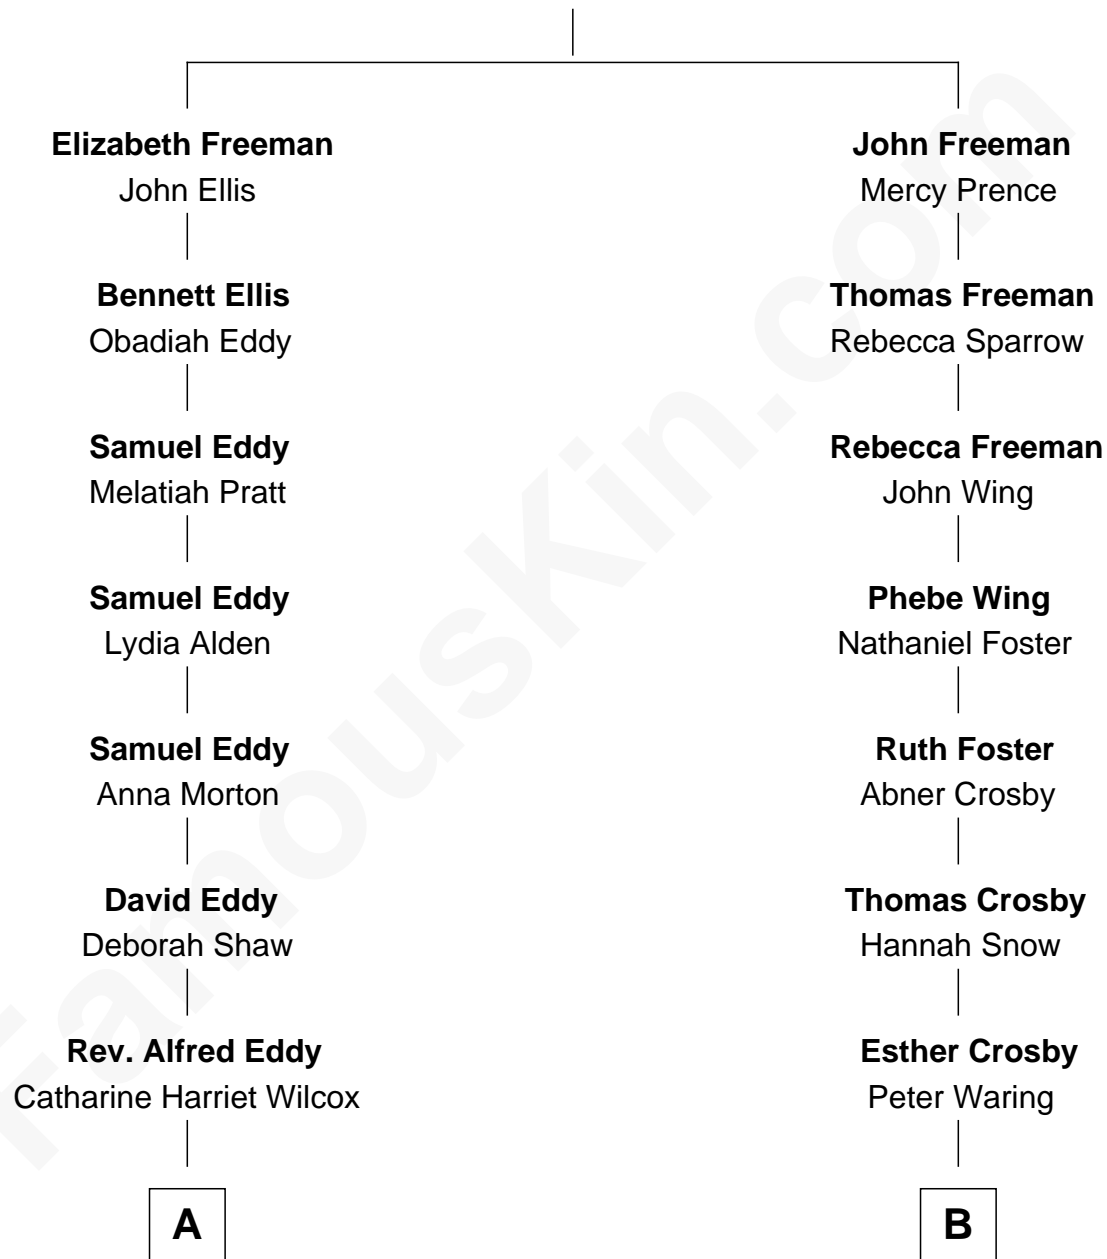 Elizabeth Freeman
John Ellis
Bennett Ellis
Obadiah Eddy
Samuel Eddy
Melatiah Pratt
Samuel Eddy
Lydia Alden
Samuel Eddy
Anna Morton
David Eddy
Deborah Shaw
Rev. Alfred Eddy
Catharine Harriet Wilcox
A
John Freeman
Mercy Prence
Thomas Freeman
Rebecca Sparrow
Rebecca Freeman
John Wing
Phebe Wing
Nathaniel Foster
Ruth Foster
Abner Crosby
Thomas Crosby
Hannah Snow
Esther Crosby
Peter Waring
B
FamousKin.com